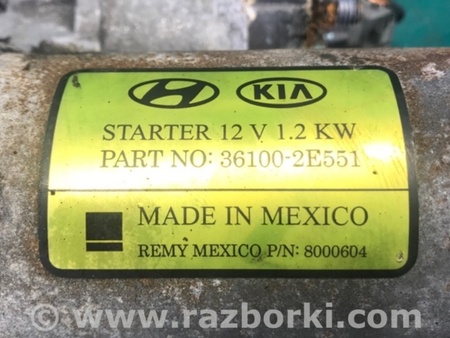 HYUNDAI KIA
STARTER 12 V 1.2 KW
PART NO: 36100-2E551
MADE IN MEXICO
REMY MEXICO P/N: 8000604
© www.razborki.com